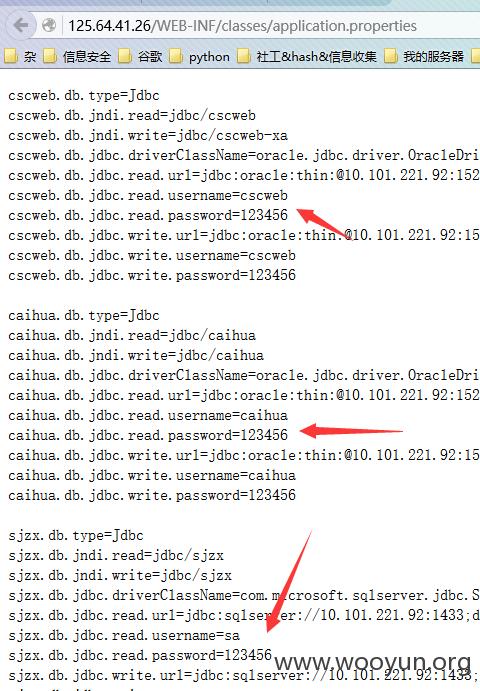 125.64.41.26/WEB-INF/classes/application.properties
杂 信息安全 谷歌 python 社工&hash&信息收集 我的服务器
cscweb.db.type=Jdbc
cscweb.db.jndi.read=jdbc/cscweb
cscweb.db.jndi.write=jdbc/cscweb-xa
cscweb.db.jdbc.driverClassName=oracle.jdbc.driver.OracleDri
cscweb.db.jdbc.read.url=jdbc:oracle:thin:@10.101.221.92:152
cscweb.db.jdbc.read.username=cscweb
cscweb.db.jdbc.read.password=123456
cscweb.db.jdbc.write.url=jdbc:oracle:thin:@10.101.221.92:15
cscweb.db.jdbc.write.username=cscweb
cscweb.db.jdbc.write.password=123456
caihua.db.type=Jdbc
caihua.db.jndi.read=jdbc/caihua
caihua.db.jndi.write=jdbc/caihua
caihua.db.jdbc.driverClassName=oracle.jdbc.driver.OracleDri
caihua.db.jdbc.read.url=jdbc:oracle:thin:@10.101.221.92:152
caihua.db.jdbc.read.username=caihua
caihua.db.jdbc.read.password=123456
caihua.db.jdbc.write.url=jdbc:oracle:thin:@10.101.221.92:15
caihua.db.jdbc.write.username=caihua
caihua.db.jdbc.write.password=123456
sjzx.db.type=Jdbc
sjzx.db.jndi.read=jdbc/sjzx
sjzx.db.jndi.write=jdbc/sjzx
sjzx.db.jdbc.driverClassName=com.microsoft.sqlserver.jdbc.S
sjzx.db.jdbc.read.url=jdbc:sqlserver://10.101.221.92:1433;d
sjzx.db.jdbc.read.username=sa
sjzx.db.jdbc.read.password=123456
www.wooyun.org
sjzx.db.jdbc.write.url=jdbc:sqlserver://10.101.221.92:1433;